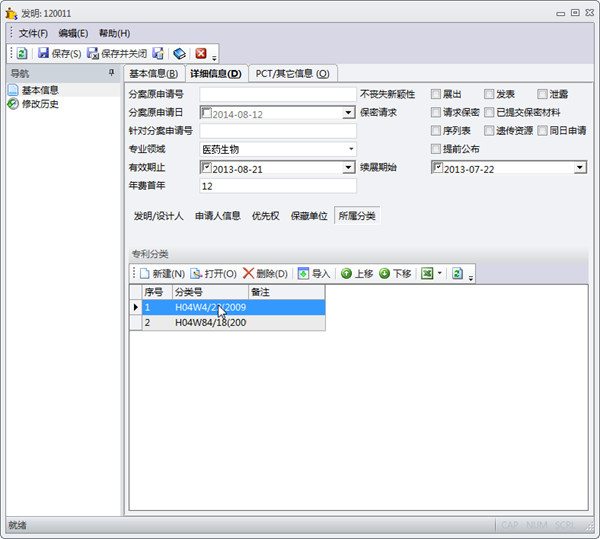 发明: 120011
文件(F) 编辑(E) 帮助(H)
保存(S) 保存并关闭
导航
基本信息
修改历史
基本信息(B) 详细信息(D) PCT/其它信息 (O)
分案原申请号 不丧失新颖性 展出 发表 泄露
分案原申请日 2014-08-12 保密请求 请求保密 已提交保密材料
针对分案申请号 序列表 遗传资源 同日申请
专业领域 医药生物 提前公布
有效期止 2013-08-21 续展期始 2013-07-22
年费首年 12
发明/设计人 申请人信息 优先权 保藏单位 所属分类
专利分类
新建(N) 打开(O) 删除(D) 导入 上移 下移
序号 分类号 备注
1 H04W4/2 2009
2 H04W84/18(200
就绪 CAP NUM SCRL